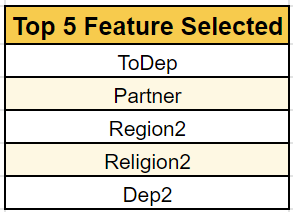 Top 5 Feature Selected
ToDep
Partner
Region2
Religion2
Dep2